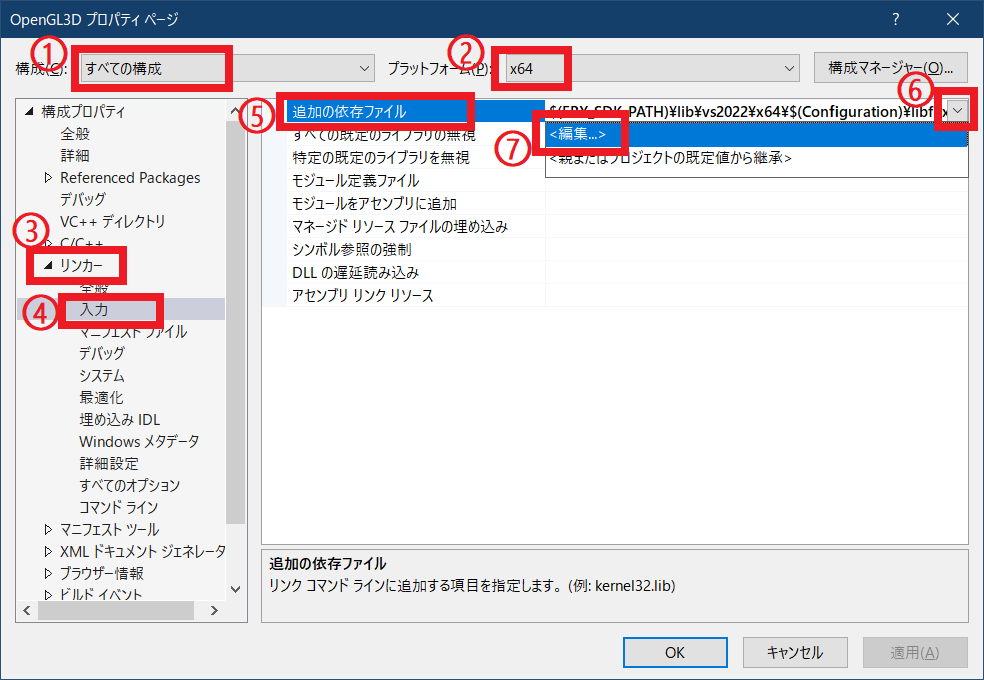 OpenGL3D プロパティ ページ
?
①
構成(C):
すべての構成
②
プラットフォーム(P):
x64
構成マネージャー(O)...
⑥
構成プロパティ
全般
詳細
Referenced Packages
デバッグ
VC++ ディレクトリ
③
C/C++
リンカー
全般
④
入力
マニフェスト ファイル
デバッグ
システム
最適化
埋め込み IDL
Windows メタデータ
詳細設定
すべてのオプション
コマンド ライン
マニフェスト ツール
XML ドキュメント ジェネレータ
ブラウザー情報
ビルド イベント
⑤
追加の依存ファイル
$(FBX_SDK_PATH)¥lib¥vs2022¥x64¥$(Configuration)¥libf
すべての既定のライブラリの無視
⑦
<編集...>
特定の既定のライブラリを無視
<親またはプロジェクトの既定値から継承>
モジュール定義ファイル
モジュールをアセンブリに追加
マネージド リソース ファイルの埋め込み
シンボル参照の強制
DLL の遅延読み込み
アセンブリ リンク リソース
追加の依存ファイル
リンク コマンド ラインに追加する項目を指定します。(例: kernel32.lib)
OK
キャンセル
適用(A)